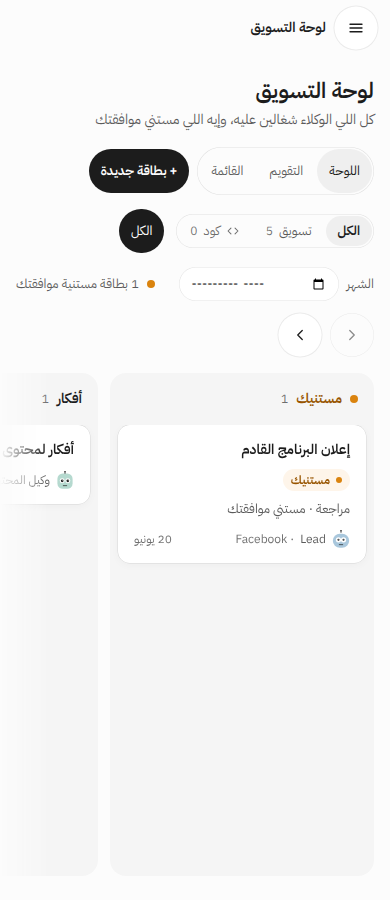 لوحة التسويق
لوحة التسويق
كل اللي الوكلاء شغالين عليه، وإيه اللي مستني موافقتك
اللوحة التقويم القائمة + بطاقة جديدة
الكل تسويق 5 كود 0 الكل
الشهر --------- ---- 1 بطاقة مستنية موافقتك
مستنيك 1
إعلان البرنامج القادم
مستنيك
مراجعة · مستني موافقتك
Lead · Facebook 20 يونيو
أفكار 1
أفكار لمحتوى
وكيل